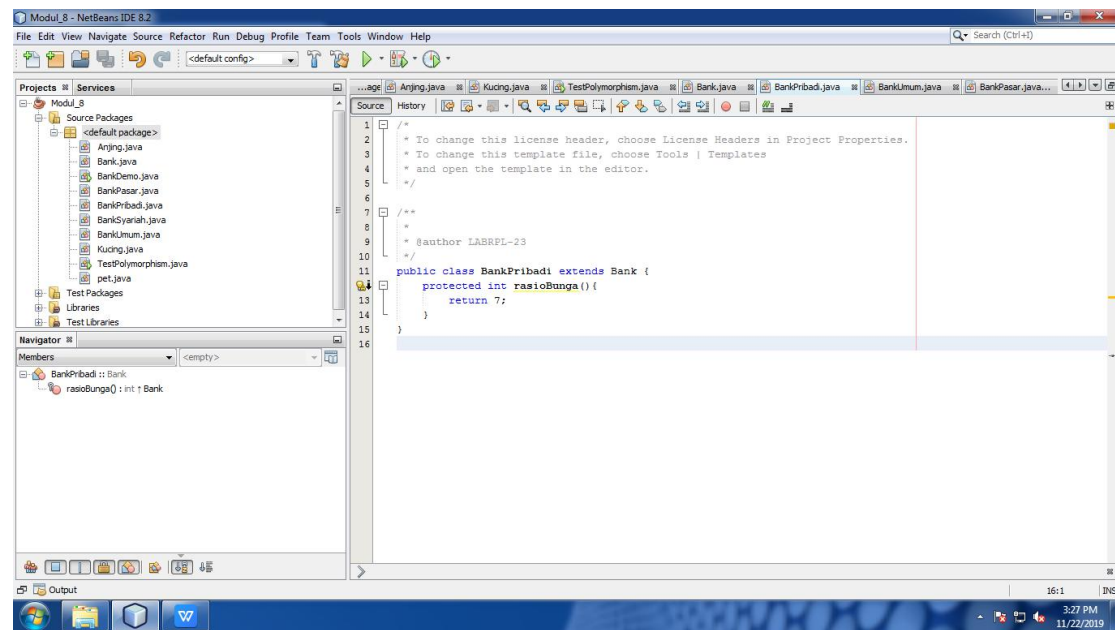 Modul_8 - NetBeans IDE 8.2
File Edit View Navigate Source Refactor Run Debug Profile Team Tools Window Help
Search (Ctrl+I)
<default config>
Projects Services
Modul_8
Source Packages
<default package>
Anjing.java
Bank.java
BankDemo.java
BankPasar.java
BankPribadi.java
BankSyariah.java
BankUmum.java
Kucing.java
TestPolymorphism.java
pet.java
Test Packages
Libraries
Test Libraries
Navigator
Members <empty>
BankPribadi :: Bank
rasioBunga() : int ↑ Bank
...age Anjing.java Kucing.java TestPolymorphism.java Bank.java BankPribadi.java BankUmum.java BankPasar.java...
Source History
1 /*
2 * To change this license header, choose License Headers in Project Properties.
3 * To change this template file, choose Tools | Templates
4 * and open the template in the editor.
5 */
6
7 /**
8 *
9 * @author LABRPL-23
10 */
11 public class BankPribadi extends Bank {
protected int rasioBunga(){
13 return 7;
14 }
15 }
16
Output
16:1 INS
W
3:27 PM
11/22/2019